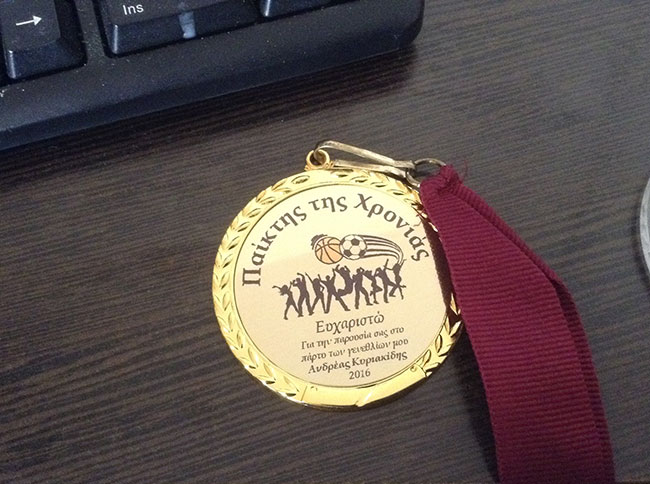 Ins
Παίκτης της Χρονιάς
Ευχαριστώ
Για την παρουσία σας στο
πάρτυ των γενεθλίων μου
Ανδρέας Κυριακίδης
2016